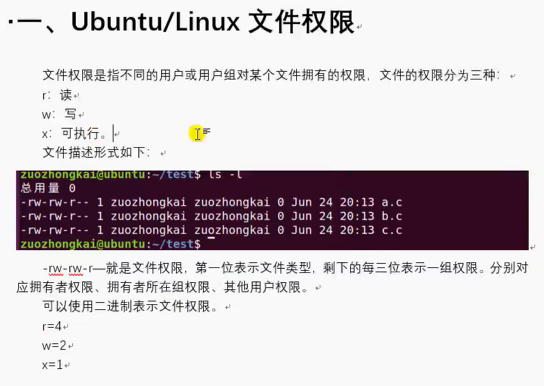 一、Ubuntu/Linux 文件权限
文件权限是指不同的用户或用户组对某个文件拥有的权限，文件的权限分为三种：
r：读
w：写
x：可执行。
文件描述形式如下：
zuozhongkai@ubuntu:~/test$ ls -l
总用量 0
-rw-rw-r-- 1 zuozhongkai zuozhongkai 0 Jun 24 20:13 a.c
-rw-rw-r-- 1 zuozhongkai zuozhongkai 0 Jun 24 20:13 b.c
-rw-rw-r-- 1 zuozhongkai zuozhongkai 0 Jun 24 20:13 c.c
zuozhongkai@ubuntu:~/test$
-rw-rw-r—就是文件权限，第一位表示文件类型，剩下的每三位表示一组权限。分别对
应拥有者权限、拥有者所在组权限、其他用户权限。
可以使用二进制表示文件权限。
r=4
w=2
x=1